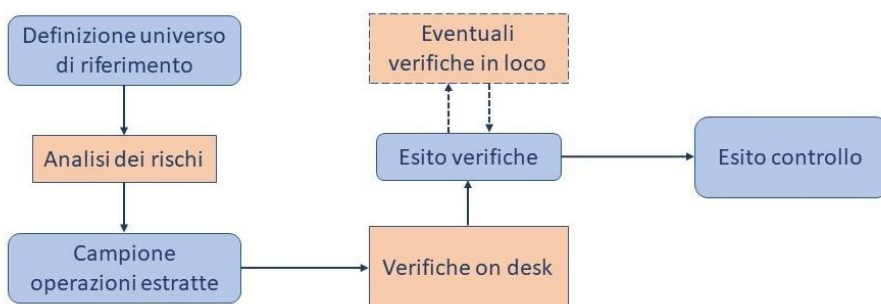 Definizione universo
di riferimento
Analisi dei rischi
Campione
operazioni estratte
Verifiche on desk
Esito verifiche
Eventuali
verifiche in loco
Esito controllo